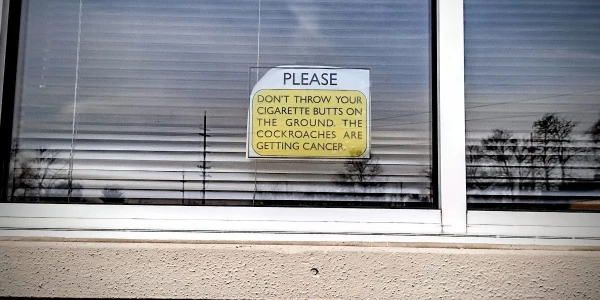 PLEASE
DON'T THROW YOUR
CIGARETTE BUTTS ON
THE GROUND. THE
COCKROACHES ARE
GETTING CANCER.